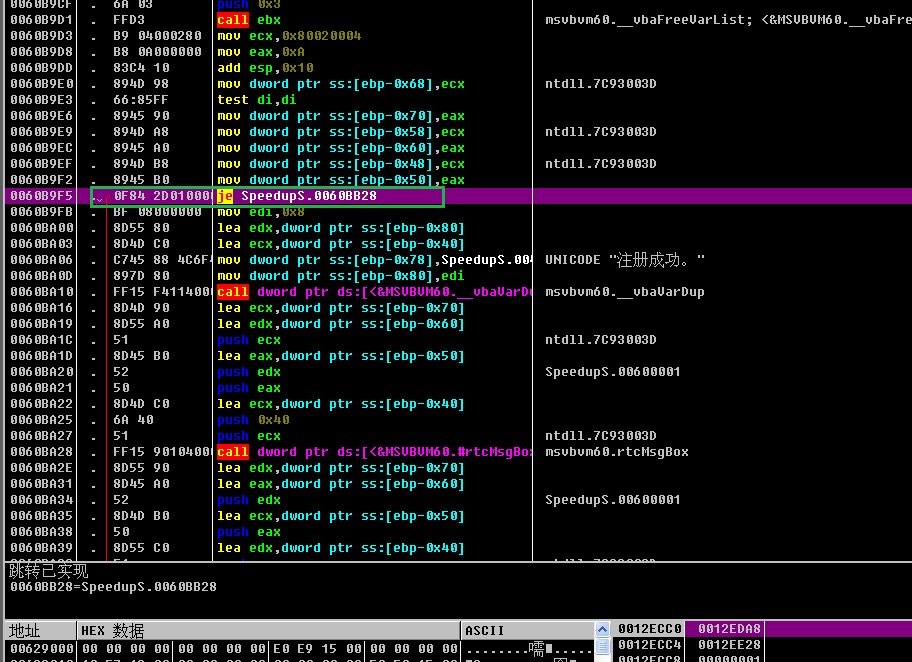 0060B9CF . 6A 03 push 0x3
0060B9D1 . FFD3 call ebx msvbvm60.__vbaFreeVarList; <&MSVBVM60.__vbaFre
0060B9D3 . B9 04000280 mov ecx,0x80020004
0060B9D8 . B8 0A000000 mov eax,0xA
0060B9DD . 83C4 10 add esp,0x10
0060B9E0 . 894D 98 mov dword ptr ss:[ebp-0x68],ecx ntdll.7C93003D
0060B9E3 . 66:85FF test di,di
0060B9E6 . 8945 90 mov dword ptr ss:[ebp-0x70],eax
0060B9E9 . 894D A8 mov dword ptr ss:[ebp-0x58],ecx ntdll.7C93003D
0060B9EC . 8945 A0 mov dword ptr ss:[ebp-0x60],eax
0060B9EF . 894D B8 mov dword ptr ss:[ebp-0x48],ecx ntdll.7C93003D
0060B9F2 . 8945 B0 mov dword ptr ss:[ebp-0x50],eax
0060B9F5 . 0F84 2D01000 je SpeedupS.0060BB28
0060B9FB . BF 08000000 mov edi,0x8
0060BA00 . 8D55 80 lea edx,dword ptr ss:[ebp-0x80]
0060BA03 . 8D4D C0 lea ecx,dword ptr ss:[ebp-0x40]
0060BA06 . C745 88 4C6F4 mov dword ptr ss:[ebp-0x78],SpeedupS.004 UNICODE "注册成功。"
0060BA0D . 897D 80 mov dword ptr ss:[ebp-0x80],edi
0060BA10 . FF15 F411400 call dword ptr ds:[<&MSVBVM60.__vbaVarDu msvbvm60.__vbaVarDup
0060BA16 . 8D4D 90 lea ecx,dword ptr ss:[ebp-0x70]
0060BA19 . 8D55 A0 lea edx,dword ptr ss:[ebp-0x60]
0060BA1C . 51 push ecx ntdll.7C93003D
0060BA1D . 8D45 B0 lea eax,dword ptr ss:[ebp-0x50]
0060BA20 . 52 push edx SpeedupS.00600001
0060BA21 . 50 push eax
0060BA22 . 8D4D C0 lea ecx,dword ptr ss:[ebp-0x40]
0060BA25 . 6A 40 push 0x40
0060BA27 . 51 push ecx ntdll.7C93003D
0060BA28 . FF15 9010400 call dword ptr ds:[<&MSVBVM60.#rtcMsgBo msvbvm60.rtcMsgBox
0060BA2E . 8D55 90 lea edx,dword ptr ss:[ebp-0x70]
0060BA31 . 8D45 A0 lea eax,dword ptr ss:[ebp-0x60]
0060BA34 . 52 push edx SpeedupS.00600001
0060BA35 . 8D4D B0 lea ecx,dword ptr ss:[ebp-0x50]
0060BA38 . 50 push eax
0060BA39 . 8D55 C0 lea edx,dword ptr ss:[ebp-0x40]
跳转已实现
0060BB28=SpeedupS.0060BB28
地址 HEX 数据 ASCII
00629000 00 00 00 00 00 00 00 00 E0 E9 15 00 00 00 00 00
0012ECC0 0012EDA8
0012ECC4 0012EE28
0012ECC8 00000001